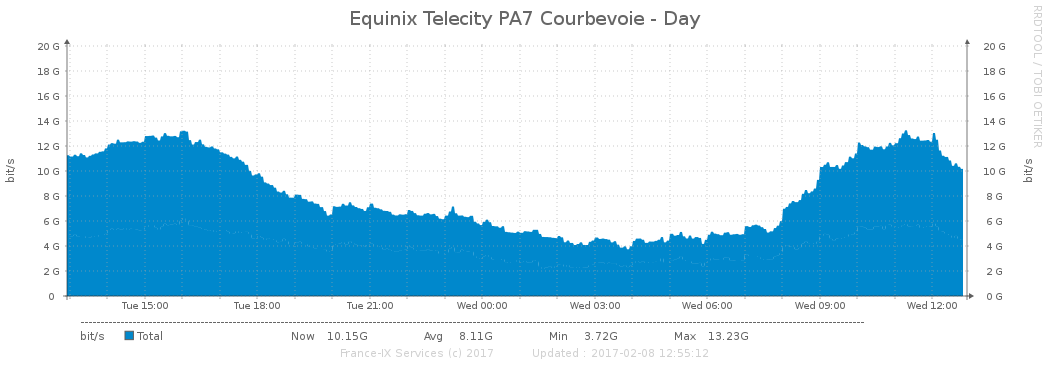 Equinix Telecity PA7 Courbevoie - Day
RRDTOOL / TOBI OETIKER
bit/s
20 G
18 G
16 G
14 G
12 G
10 G
8 G
6 G
4 G
2 G
0
20 G
18 G
16 G
14 G
12 G
10 G
8 G
6 G
4 G
2 G
0 G
bit/s
Tue 15:00 Tue 18:00 Tue 21:00 Wed 00:00 Wed 03:00 Wed 06:00 Wed 09:00 Wed 12:00
bit/s Total Now 10.15G Avg 8.11G Min 3.72G Max 13.23G
France-IX Services (c) 2017 Updated : 2017-02-08 12:55:12